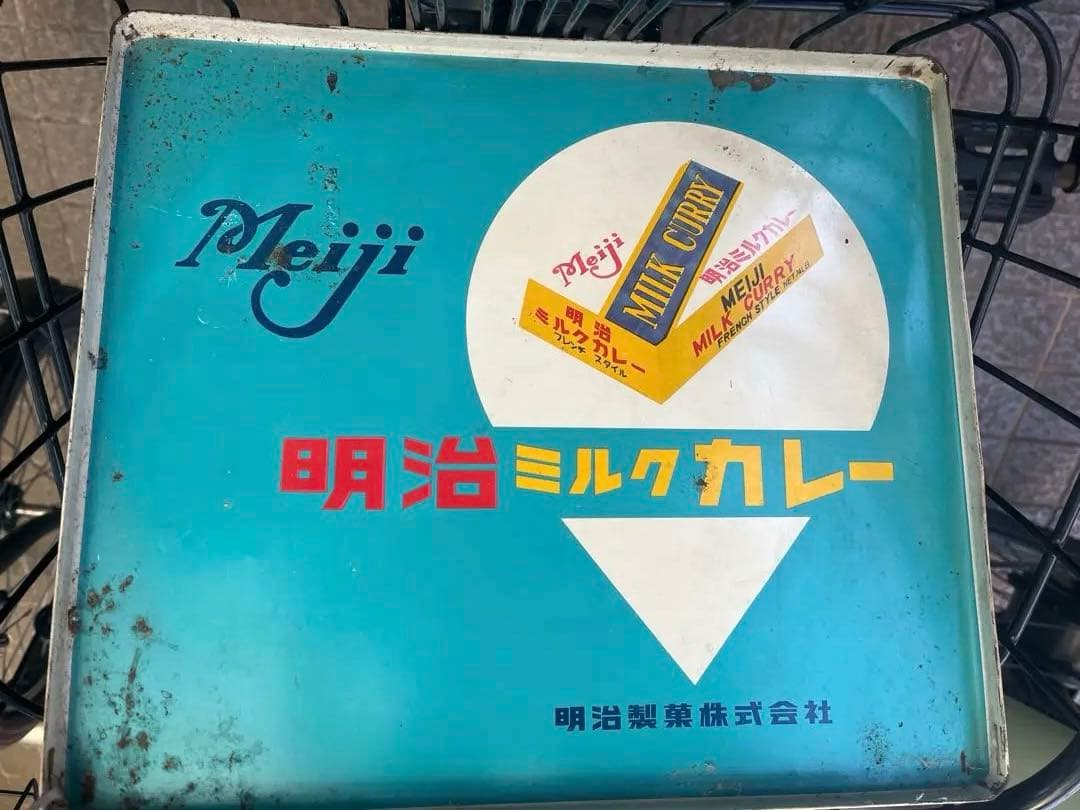 Meiji
Meiji
MILK CURRY
明治ミルクカレー
明治
ミルクカレー
フレンチ スタイル
MEIJI
MILK CURRY
FRENCH STYLE
明治ミルクカレー
明治製菓株式会社